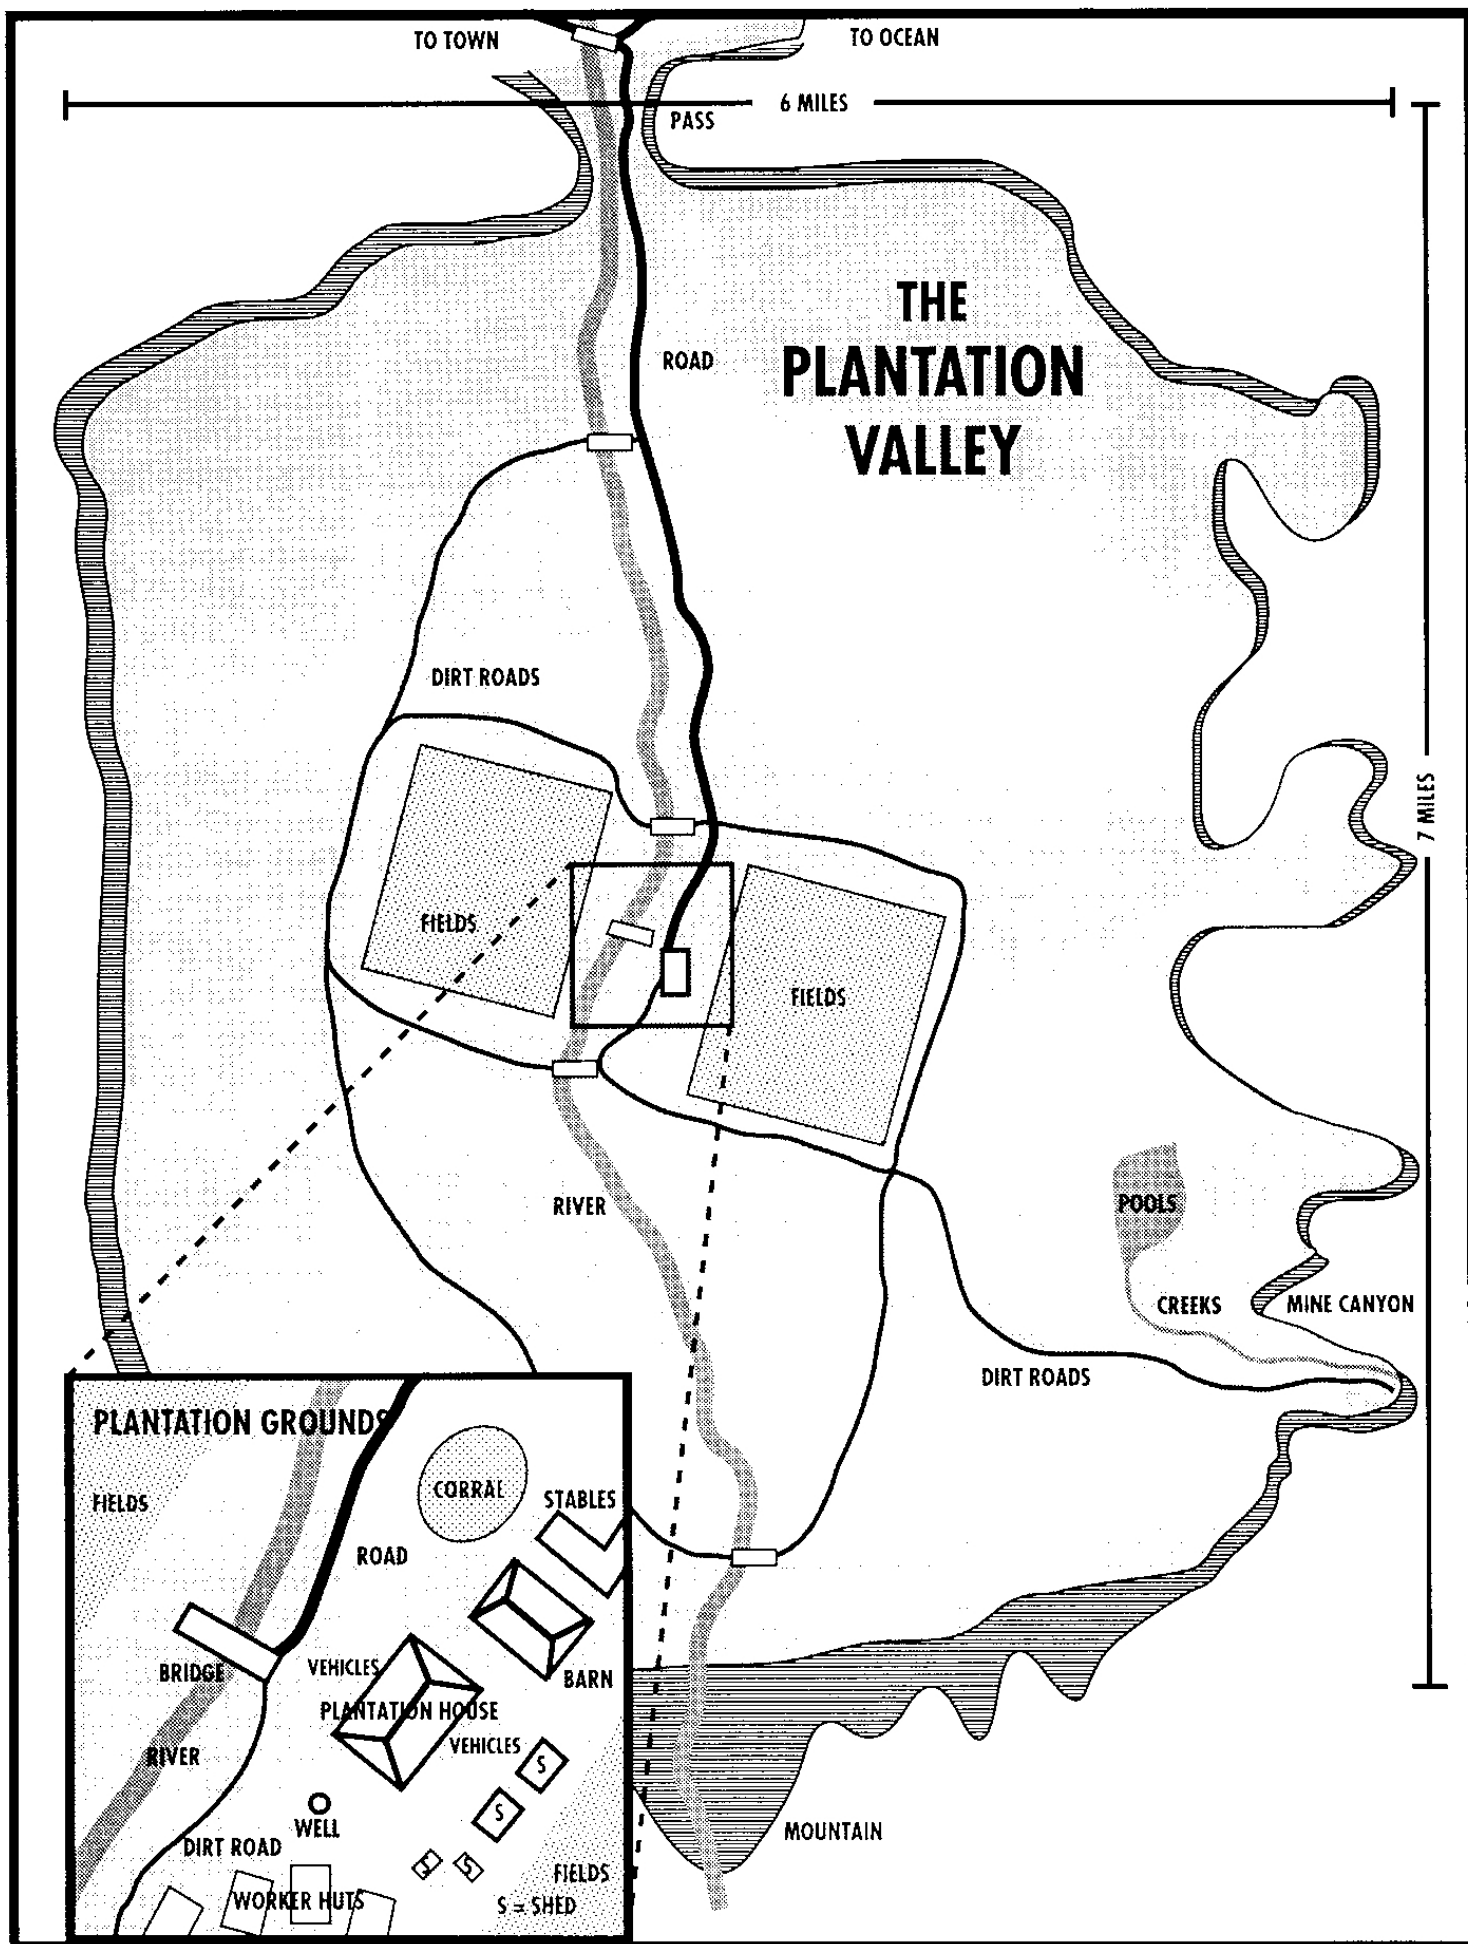 TO TOWN
TO OCEAN
6 MILES
PASS
THE
PLANTATION
VALLEY
ROAD
DIRT ROADS
7 MILES
FIELDS
FIELDS
POOLS
RIVER
CREEKS
MINE CANYON
DIRT ROADS
PLANTATION GROUNDS
CORRAL
STABLES
FIELDS
ROAD
BRIDGE
VEHICLES
BARN
PLANTATION HOUSE
VEHICLES
RIVER
S
S
WELL
MOUNTAIN
DIRT ROAD
S
S
FIELDS
WORKER HUTS
S = SHED